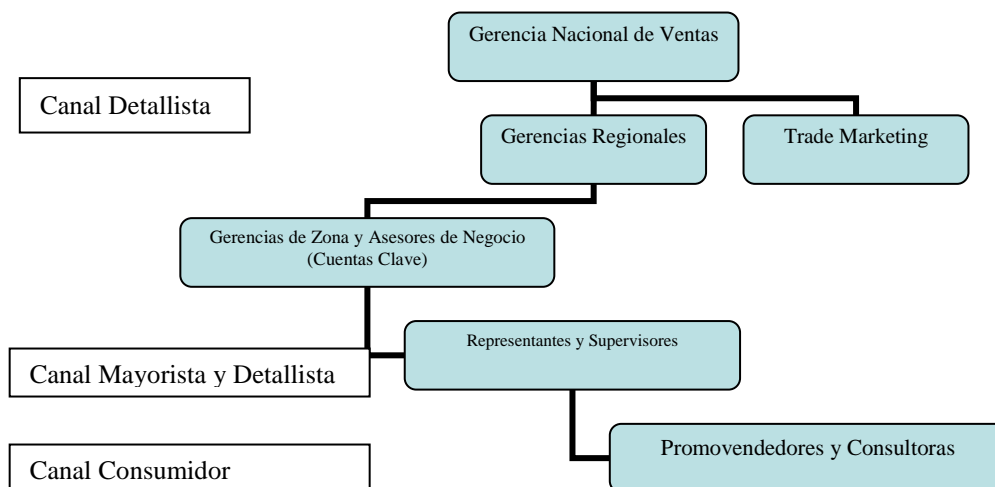 Gerencia Nacional de Ventas
Canal Detallista
Gerencias Regionales
Trade Marketing
Gerencias de Zona y Asesores de Negocio
(Cuentas Clave)
Representantes y Supervisores
Canal Mayorista y Detallista
Promovendedores y Consultoras
Canal Consumidor